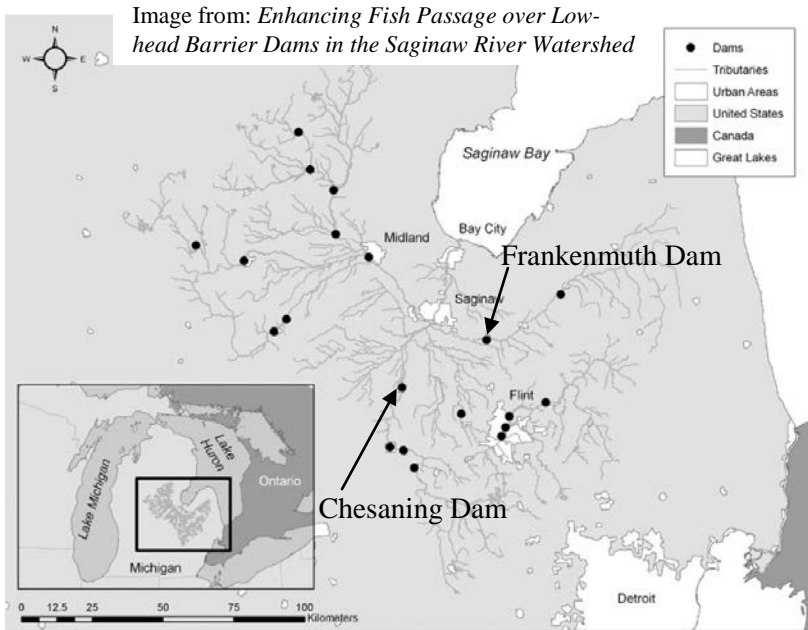 Image from: Enhancing Fish Passage over Low-
head Barrier Dams in the Saginaw River Watershed
N
W E
S
Dams
Tributaries
Urban Areas
United States
Canada
Great Lakes
Saginaw Bay
Midland
Bay City
Frankenmuth Dam
Saginaw
Flint
Chesaning Dam
Lake Huron
Ontario
Lake Michigan
Michigan
Detroit
0 12.5 25 50 75 100
Kilometers